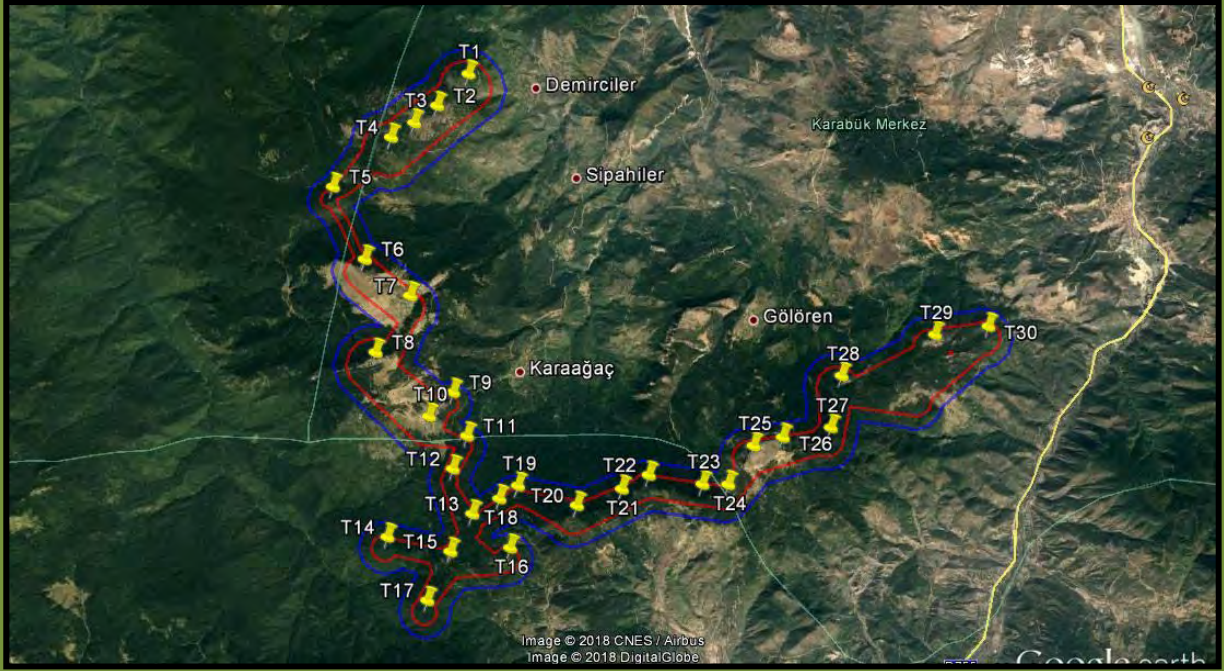 T1
Demirciler
T2
T3
T4
Karabük Merkez
T5
Sipahiler
T6
T7
Gölören
T29
T30
T8
Karaağaç
T28
T9
T10
T27
T11
T25
T26
T12
T19
T22
T23
T13
T20
T21
T24
T18
T14
T15
T16
T17
Image © 2018 CNES / Airbus
Image © 2018 DigitalGlobe